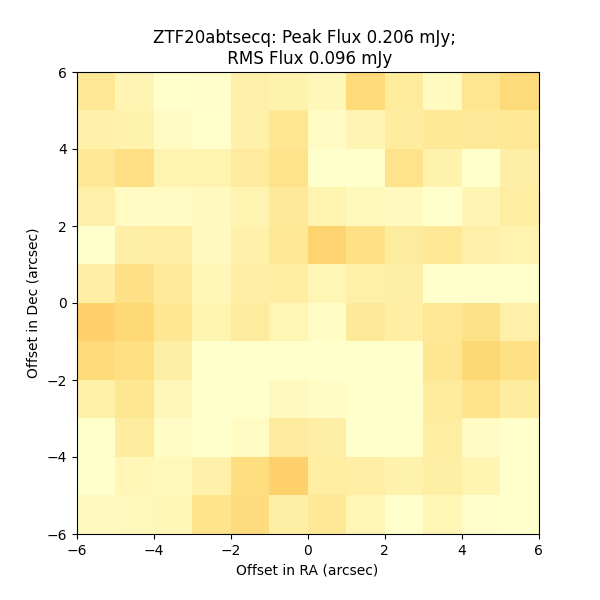 ZTF20abtsecq: Peak Flux 0.206 mJy;
RMS Flux 0.096 mJy
6
4
2
0
−2
−4
−6
Offset in Dec (arcsec)
−6 −4 −2 0 2 4 6
Offset in RA (arcsec)